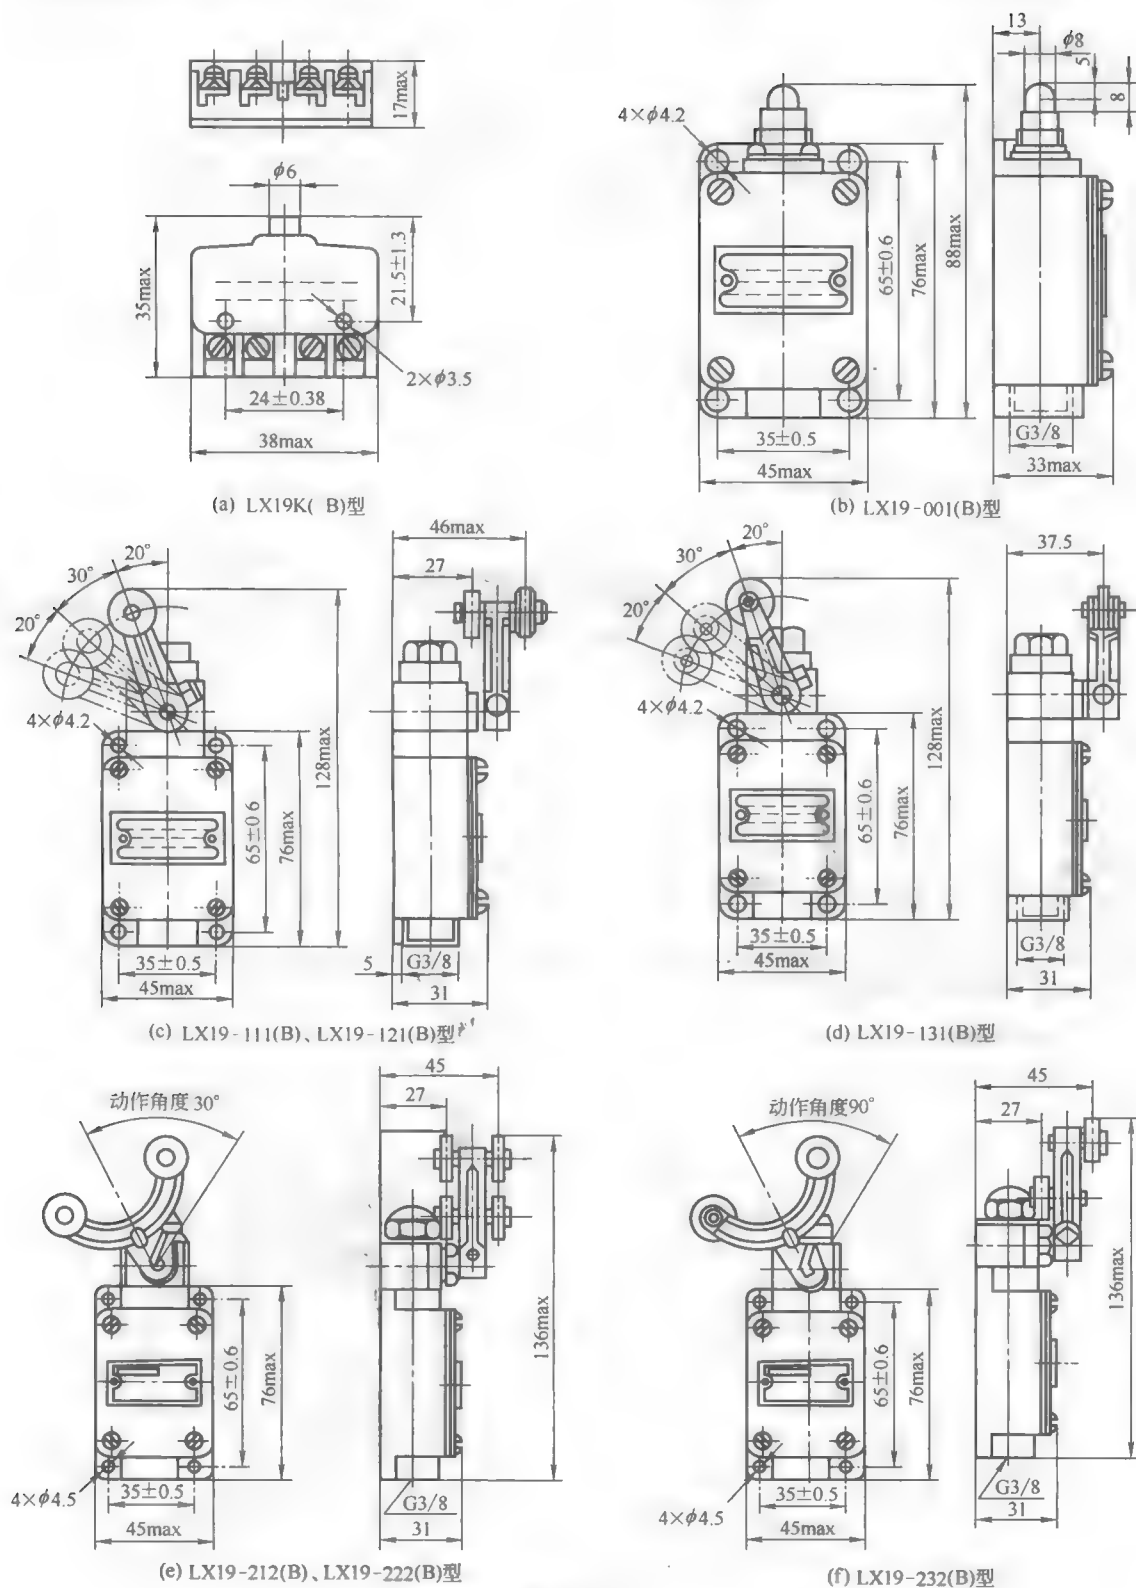 17max
φ6
35max
21.5±1.3
2×φ3.5
24±0.38
38max
(a) LX19K( B)型
13
φ8
5
8
4×φ4.2
65±0.6
76max
88max
35±0.5
45max
G3/8
33max
(b) LX19-001(B)型
20°
30°
20°
4×φ4.2
65±0.6
76max
128max
35±0.5
45max
46max
27
5
G3/8
31
(c) LX19-111(B)、LX19-121(B)型
20°
30°
20°
4×φ4.2
65±0.6
76max
128max
35±0.5
45max
37.5
G3/8
31
(d) LX19-131(B)型
动作角度30°
65±0.6
76max
4×φ4.5
35±0.5
45max
45
27
136max
G3/8
31
(e) LX19-212(B)、LX19-222(B)型
动作角度90°
65±0.6
76max
4×φ4.5
35±0.5
45max
45
27
136max
G3/8
31
(f) LX19-232(B)型